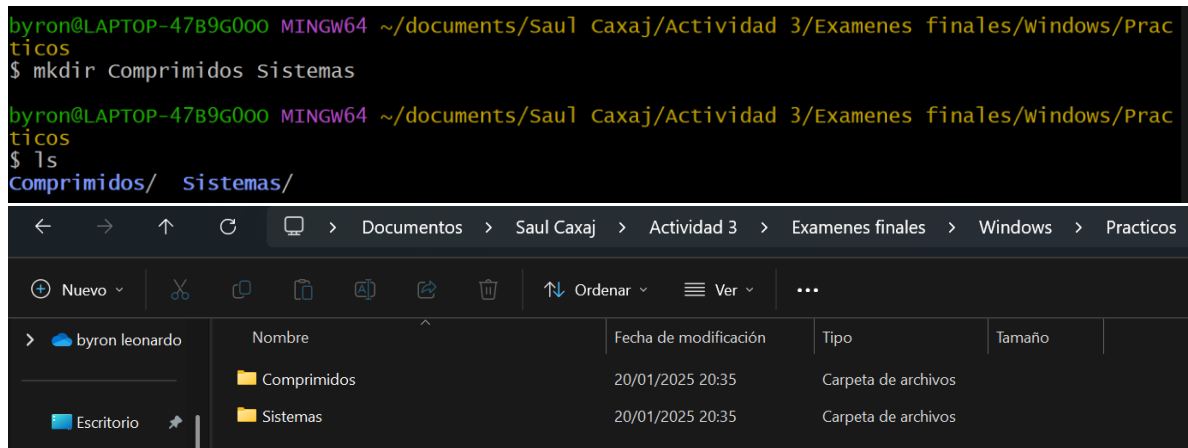 byron@LAPTOP-47B9G0OO MINGW64 ~/documents/Saul Caxaj/Actividad 3/Examenes finales/Windows/Prac
ticos
$ mkdir Comprimidos Sistemas
byron@LAPTOP-47B9G0OO MINGW64 ~/documents/Saul Caxaj/Actividad 3/Examenes finales/Windows/Prac
ticos
$ ls
Comprimidos/  Sistemas/
Documentos > Saul Caxaj > Actividad 3 > Examenes finales > Windows > Practicos
Nuevo Ordenar Ver ...
byron leonardo Nombre Fecha de modificación Tipo Tamaño
Comprimidos 20/01/2025 20:35 Carpeta de archivos
Escritorio Sistemas 20/01/2025 20:35 Carpeta de archivos